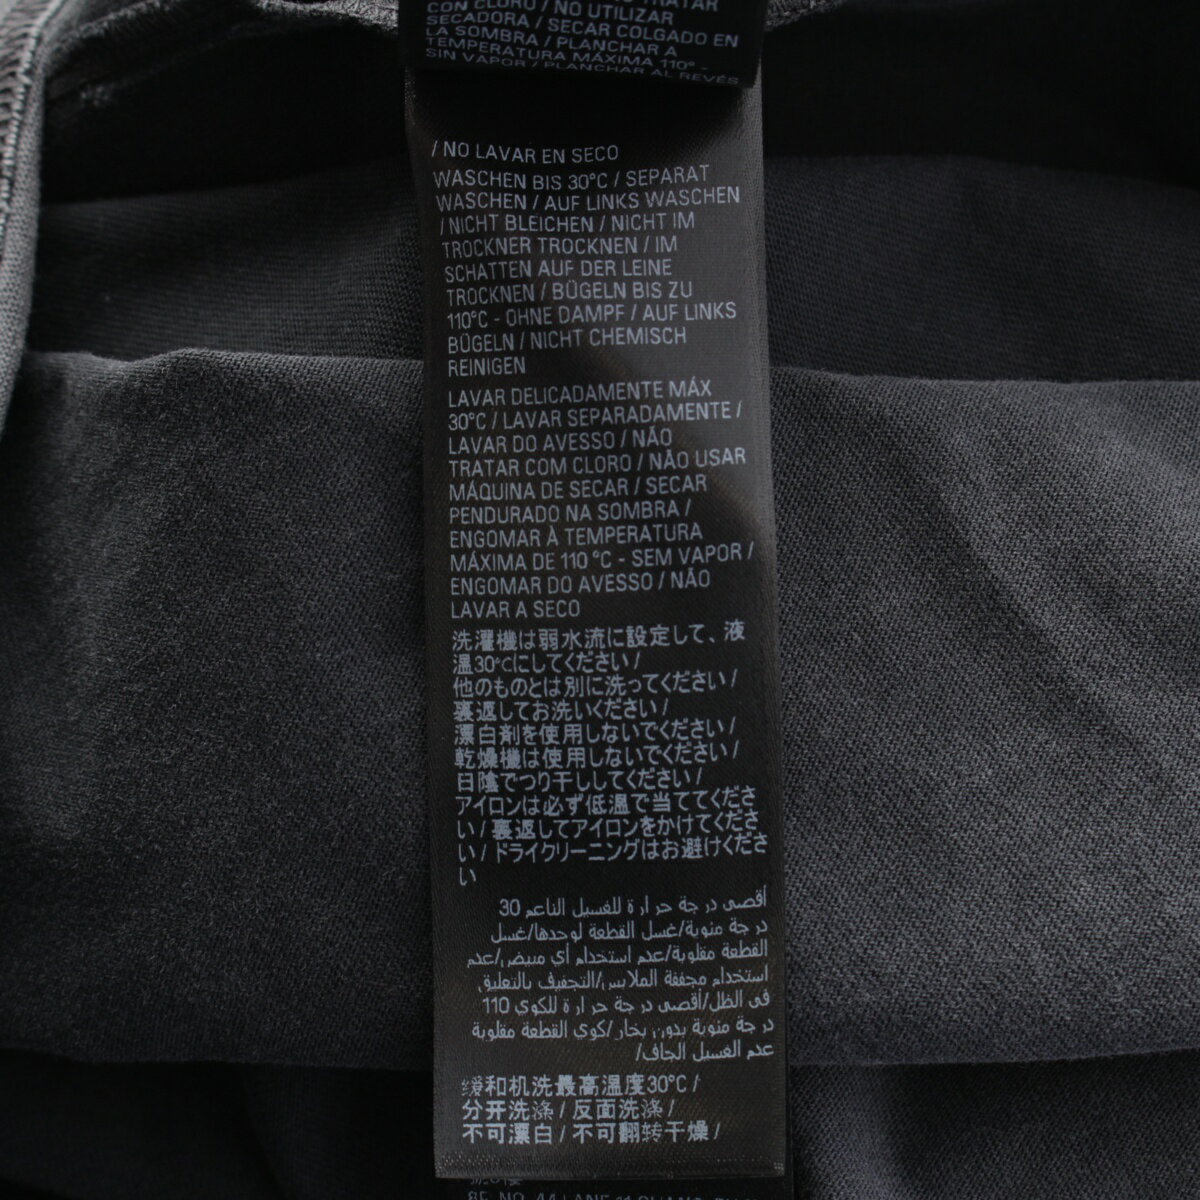 TRATAR
CON CLORO / NO UTILIZAR
SECADORA / SECAR COLGADO EN
LA SOMBRA / PLANCHAR A
TEMPERATURA MÁXIMA 110° -
SIN VAPOR / PLANCHAR AL REVÉS
/ NO LAVAR EN SECO
WASCHEN BIS 30°C / SEPARAT
WASCHEN / AUF LINKS WASCHEN
/ NICHT BLEICHEN / NICHT IM
TROCKNER TROCKNEN / IM
SCHATTEN AUF DER LEINE
TROCKNEN / BÜGELN BIS ZU
110°C - OHNE DAMPF / AUF LINKS
BÜGELN / NICHT CHEMISCH
REINIGEN
LAVAR DELICADAMENTE MÁX
30°C / LAVAR SEPARADAMENTE /
LAVAR DO AVESSO / NÃO
TRATAR COM CLORO / NÃO USAR
MÁQUINA DE SECAR / SECAR
PENDURADO NA SOMBRA /
ENGOMAR À TEMPERATURA
MÁXIMA DE 110 °C - SEM VAPOR /
ENGOMAR DO AVESSO / NÃO
LAVAR A SECO
洗濯機は弱水流に設定して、液
温30℃にしてください /
他のものとは別に洗ってください /
裏返してお洗いください /
漂白剤を使用しないでください /
乾燥機は使用しないでください /
日陰でつり干ししてください /
アイロンは必ず低温で当ててくださ
い / 裏返してアイロンをかけてくださ
い / ドライクリーニングはお避けくださ
い
أقصى درجة حرارة للغسيل الناعم 30
درجة مئوية/غسل القطعة لوحدها/غسل
القطعة مقلوبة/عدم استخدام أي مبيض/عدم
استخدام مجففة الملابس/التجفيف بالتعليق
في الظل/أقصى درجة حرارة للكوي 110
درجة مئوية بدون بخار/كوي القطعة مقلوبة
عدم الغسيل الجاف/
缓和机洗最高温度30°C /
分开洗涤 / 反面洗涤 /
不可漂白 / 不可翻转干燥 /